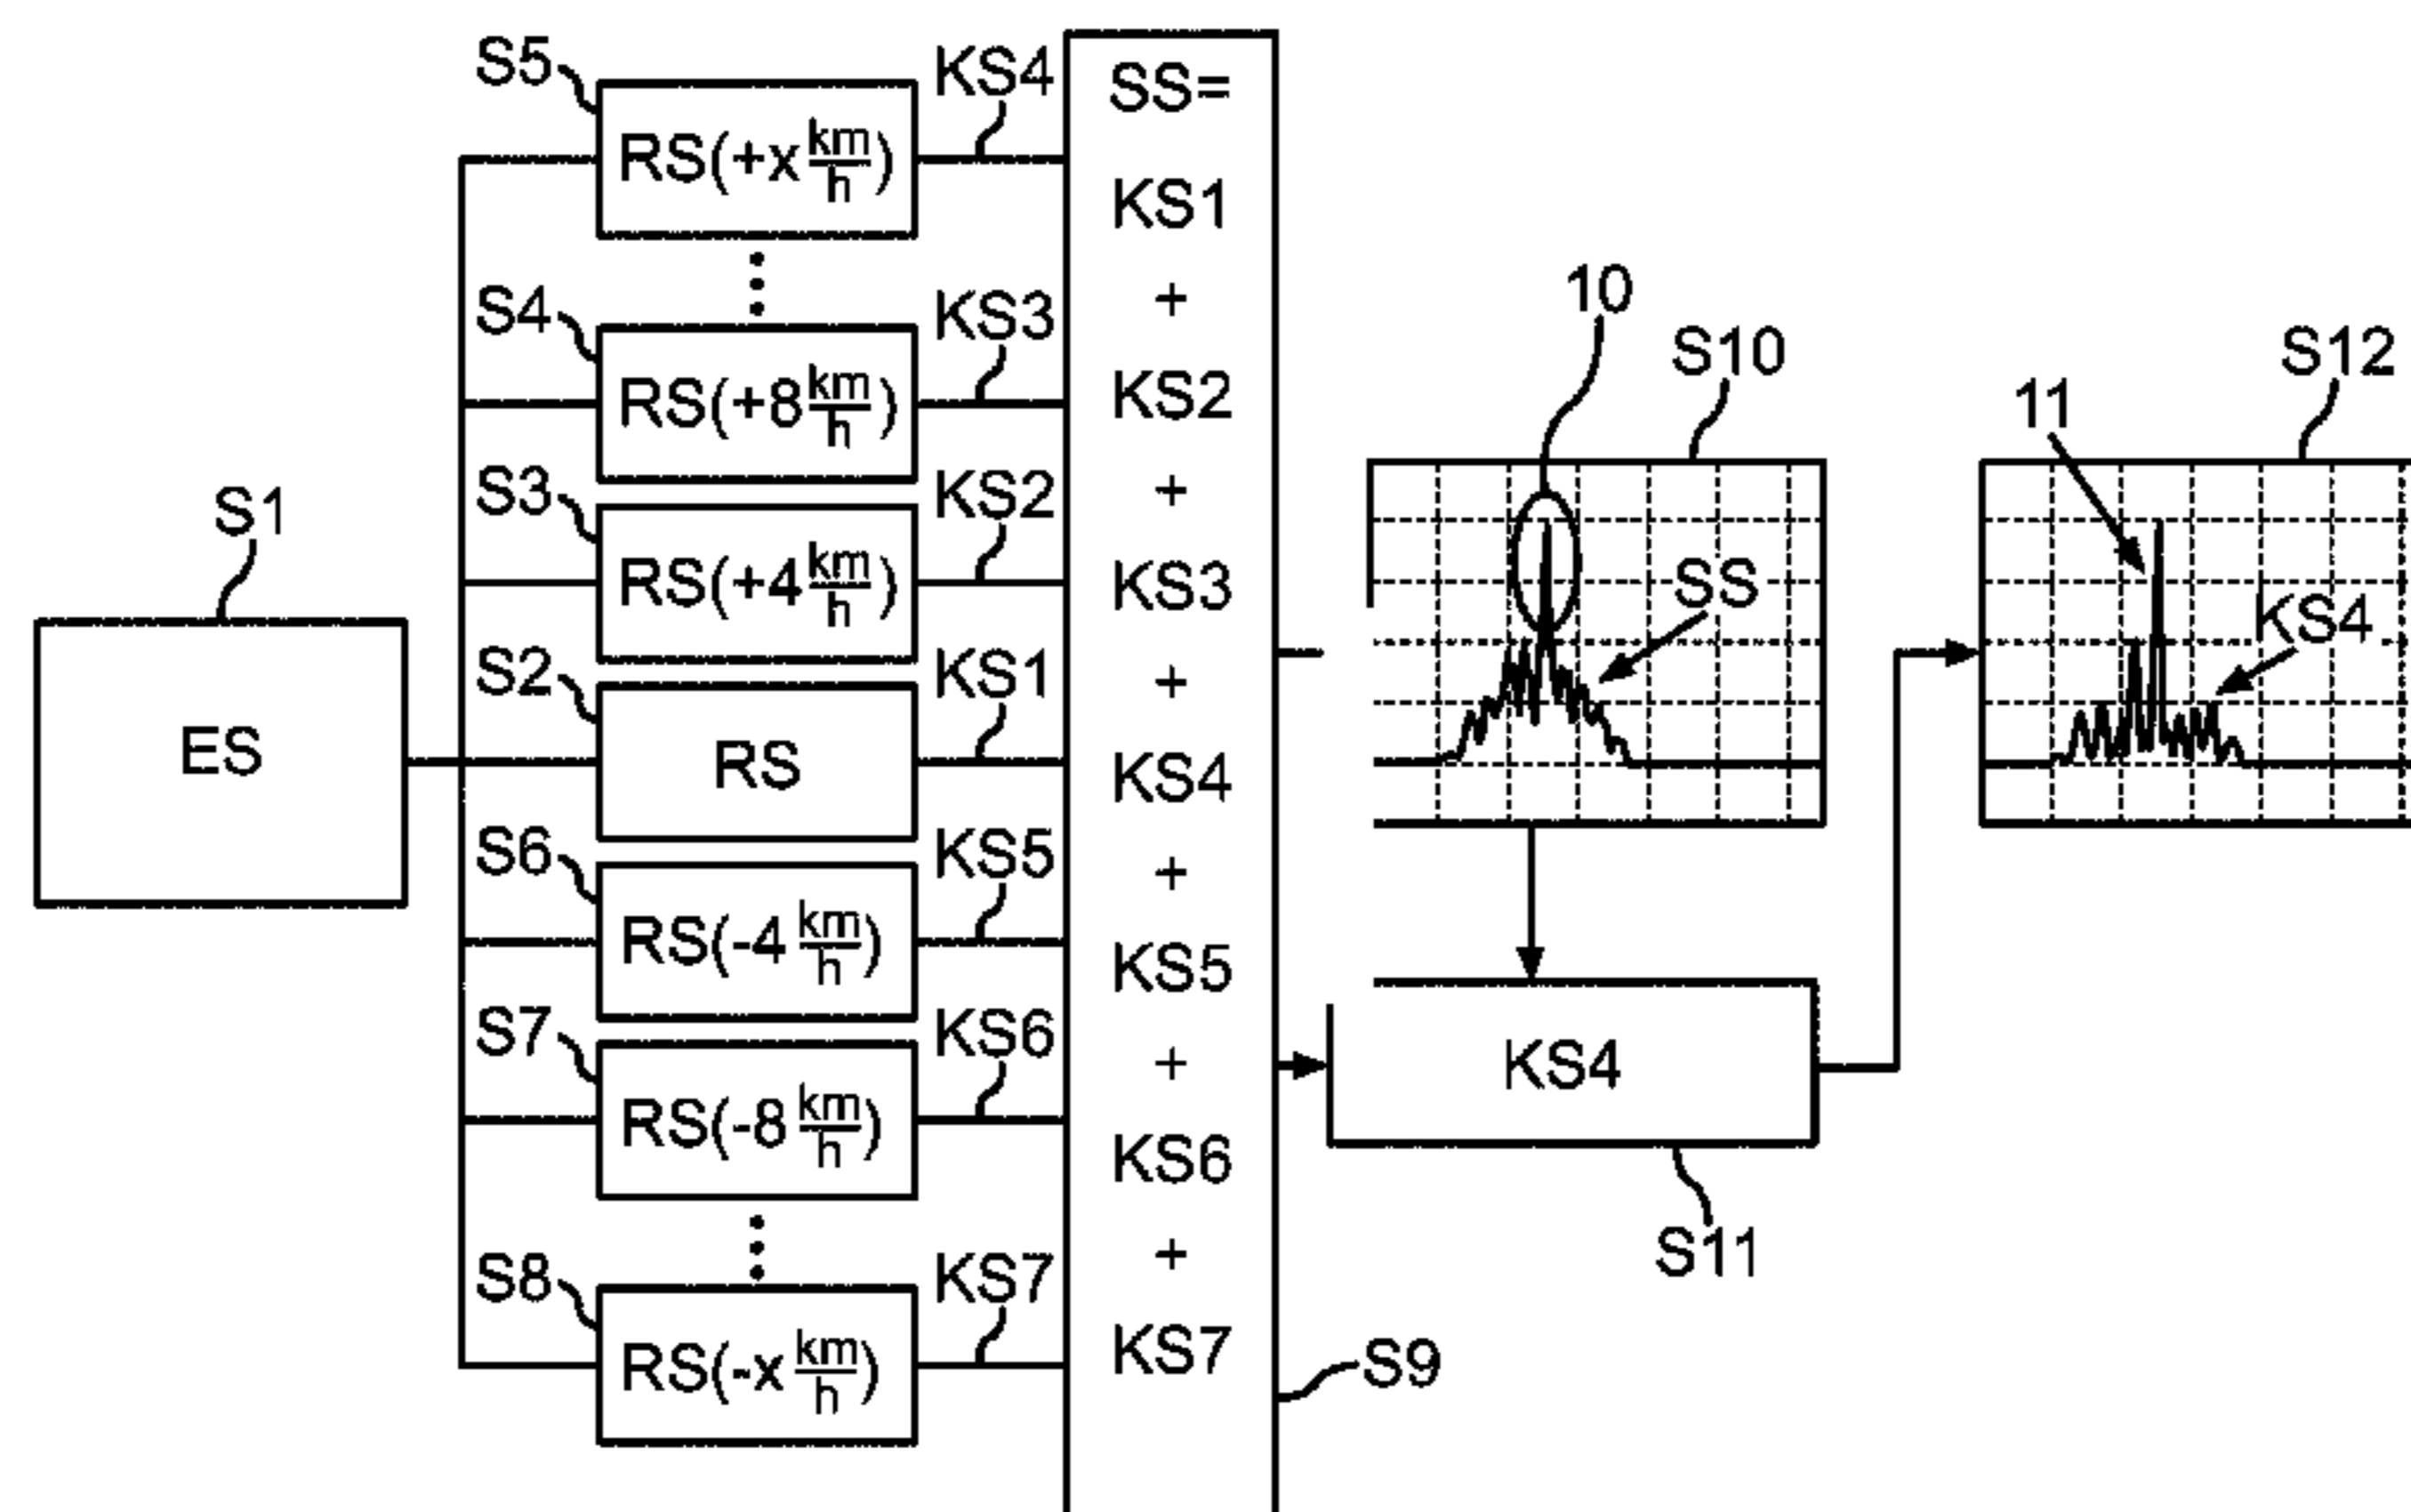 S1
ES
S5
RS(+x km/h)
KS4
S4
RS(+8 km/h)
KS3
S3
RS(+4 km/h)
KS2
S2
RS
KS1
S6
RS(-4 km/h)
KS5
S7
RS(-8 km/h)
KS6
S8
RS(-x km/h)
KS7
SS=
KS1
+
KS2
+
KS3
+
KS4
+
KS5
+
KS6
+
KS7
S9
10
S10
SS
KS4
S11
11
S12
KS4